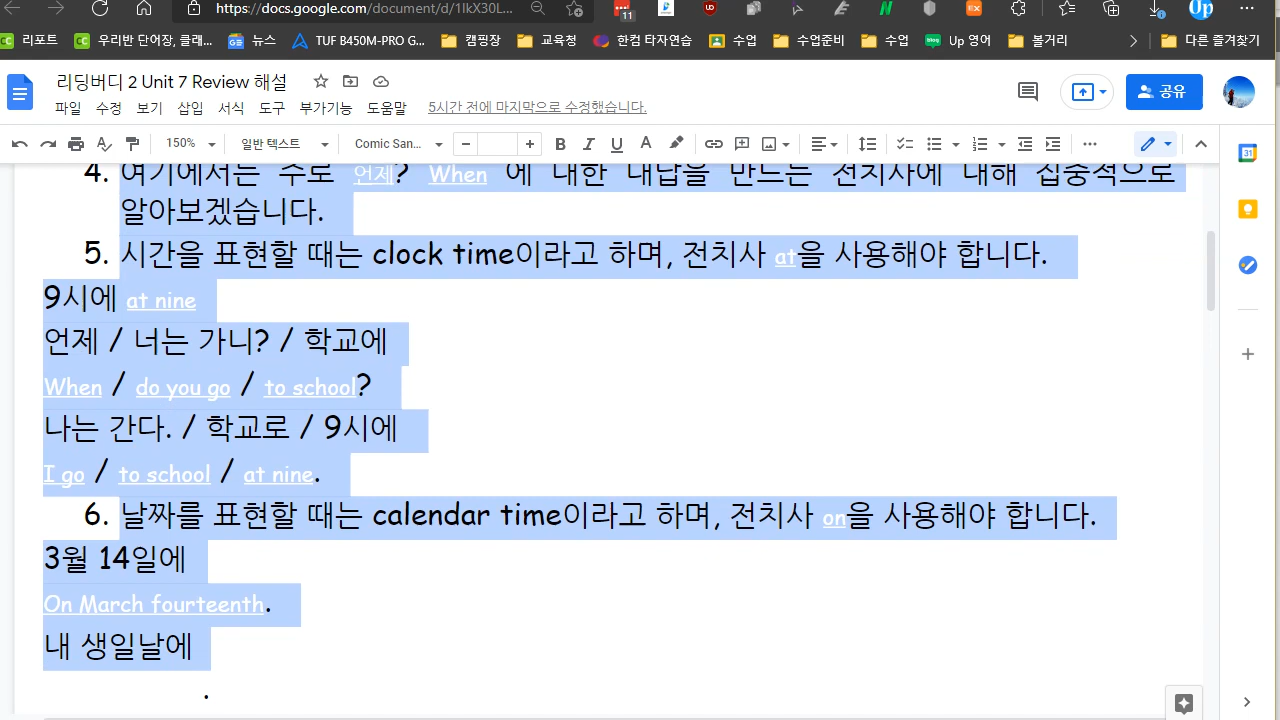 https://docs.google.com/document/d/1IkX30L...
11
Up
리포트
우리반 단어장, 클래...
뉴스
TUF B450M-PRO G...
캠핑장
교육청
한컴 타자연습
수업
수업준비
수업
Up 영어
볼거리
다른 즐겨찾기
리딩버디 2 Unit 7 Review 해설
파일 수정 보기 삽입 서식 도구 부가기능 도움말 5시간 전에 마지막으로 수정했습니다.
공유
150% 일반 텍스트 Comic San...
4. 여기에서는 주로 언제? When 에 대한 대답을 만드는 전치사에 대해 집중적으로
알아보겠습니다.
5. 시간을 표현할 때는 clock time이라고 하며, 전치사 at을 사용해야 합니다.
9시에 at nine
언제 / 너는 가니? / 학교에
When / do you go / to school?
나는 간다. / 학교로 / 9시에
I go / to school / at nine.
6. 날짜를 표현할 때는 calendar time이라고 하며, 전치사 on을 사용해야 합니다.
3월 14일에
On March fourteenth.
내 생일날에
.
31